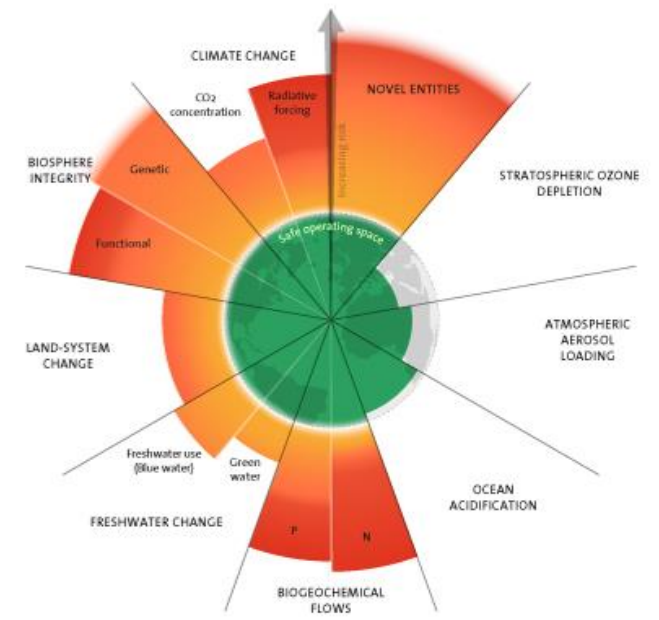 CLIMATE CHANGE
CO2
concentration
Radiative
forcing
NOVEL ENTITIES
Increasing risk
BIOSPHERE
INTEGRITY
Genetic
Functional
STRATOSPHERIC OZONE
DEPLETION
Safe operating space
LAND-SYSTEM
CHANGE
ATMOSPHERIC
AEROSOL
LOADING
Freshwater use
(Blue water)
Green
water
FRESHWATER CHANGE
P
N
OCEAN
ACIDIFICATION
BIOGEOCHEMICAL
FLOWS